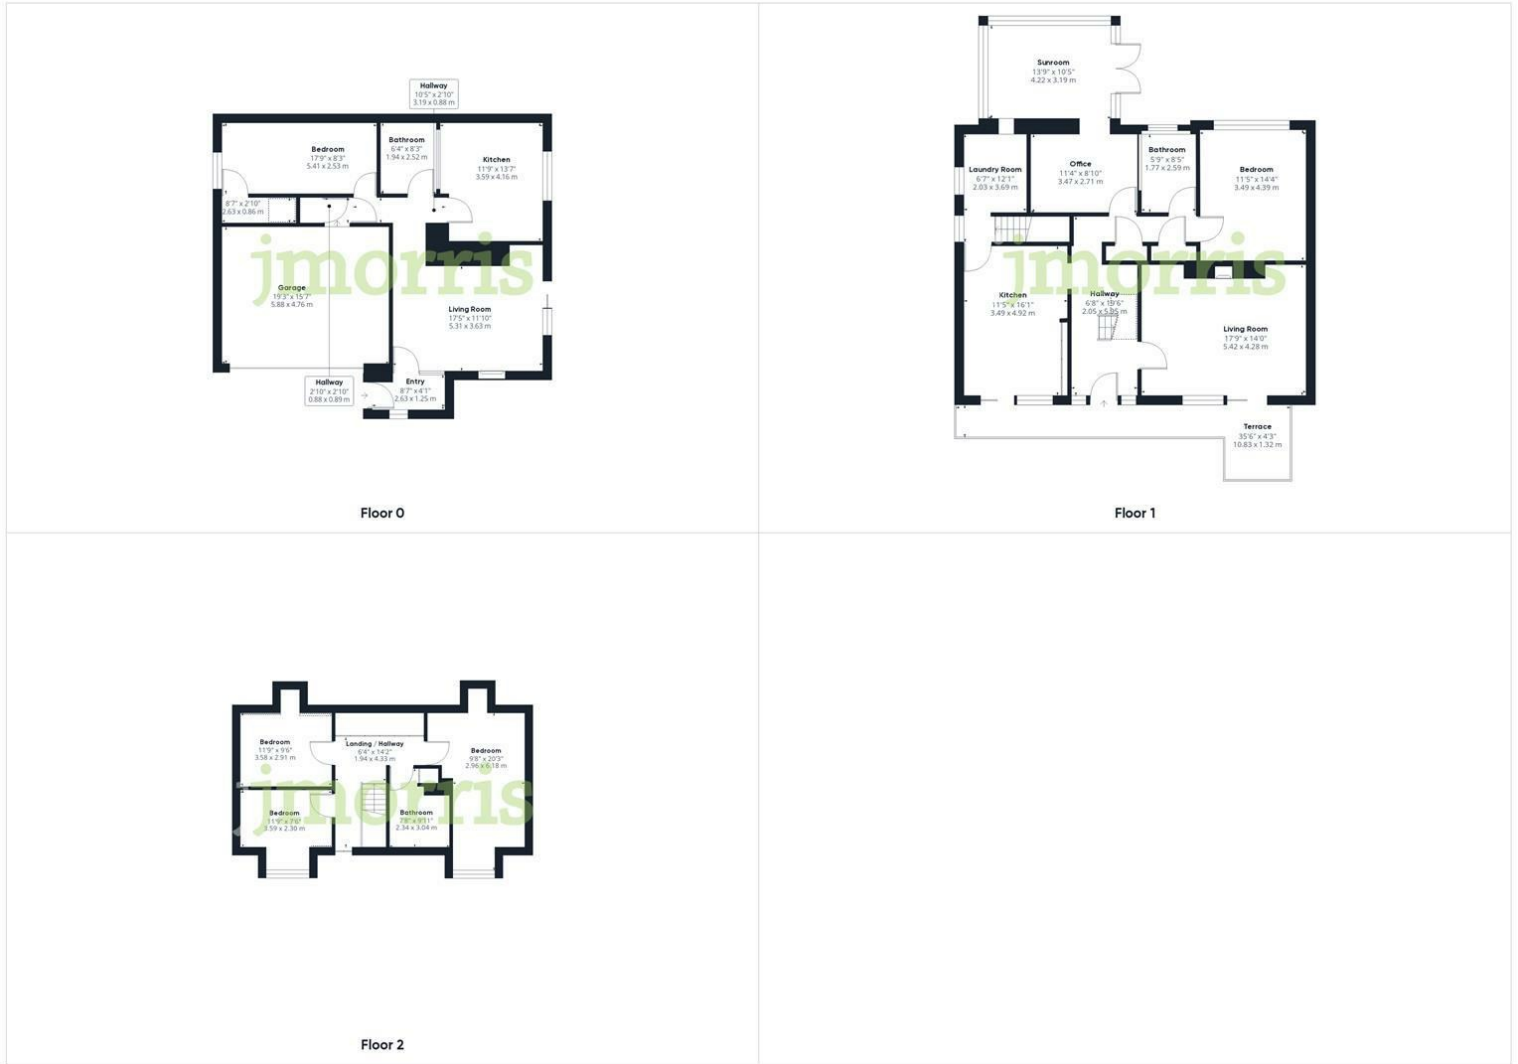 Hallway
10'5" x 2'10"
3.19 x 0.88 m
Bedroom
17'9" x 8'3"
5.41 x 2.53 m
Bathroom
6'4" x 8'3"
1.94 x 2.52 m
Kitchen
11'9" x 13'7"
3.59 x 4.16 m
8'7" x 2'10"
2.63 x 0.86 m
jmorris
Garage
19'3" x 15'7"
5.88 x 4.76 m
Living Room
17'5" x 11'10"
5.31 x 3.63 m
Hallway
2'10" x 2'10"
0.88 x 0.89 m
Entry
8'7" x 4'1"
2.63 x 1.25 m
Floor 0
Sunroom
13'9" x 10'5"
4.22 x 3.19 m
Laundry Room
6'7" x 12'1"
2.03 x 3.69 m
Office
11'4" x 8'10"
3.47 x 2.71 m
Bathroom
5'9" x 8'5"
1.77 x 2.59 m
Bedroom
11'5" x 14'4"
3.49 x 4.39 m
jmorris
Kitchen
11'5" x 16'1"
3.49 x 4.92 m
Hallway
6'8" x 19'6"
2.05 x 5.95 m
Living Room
17'9" x 14'0"
5.42 x 4.28 m
Terrace
35'6" x 4'3"
10.83 x 1.32 m
Floor 1
Bedroom
11'9" x 9'6"
3.58 x 2.91 m
Landing / Hallway
6'4" x 14'2"
1.94 x 4.33 m
Bedroom
9'8" x 20'3"
2.96 x 6.18 m
jmorris
Bedroom
11'9" x 7'6"
3.59 x 2.30 m
Bathroom
7'8" x 9'11"
2.34 x 3.04 m
Floor 2